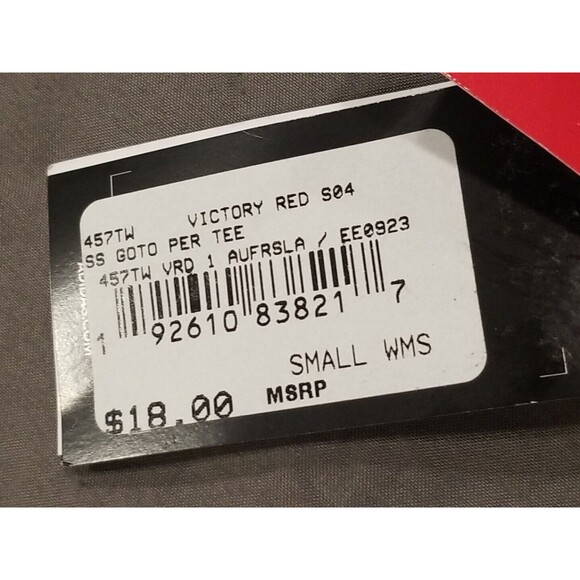 457TW VICTORY RED S04
SS GOTO PER TEE
457TW VRD 1 AUFRSLA / EE0923
1 92610 83821 7
SMALL WMS
$18.00 MSRP